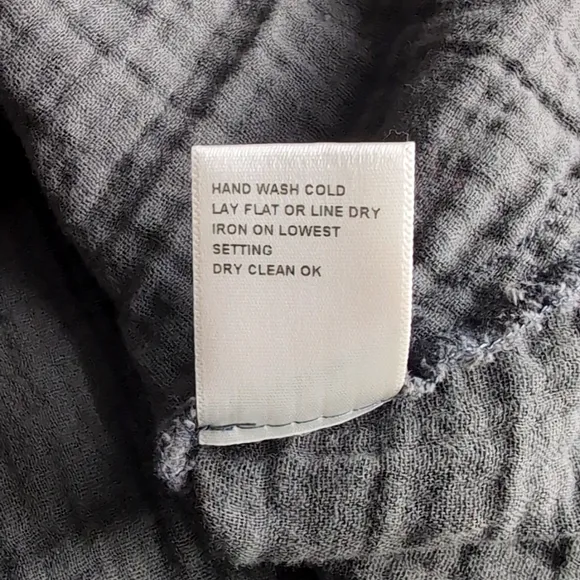 HAND WASH COLD
LAY FLAT OR LINE DRY
IRON ON LOWEST
SETTING
DRY CLEAN OK